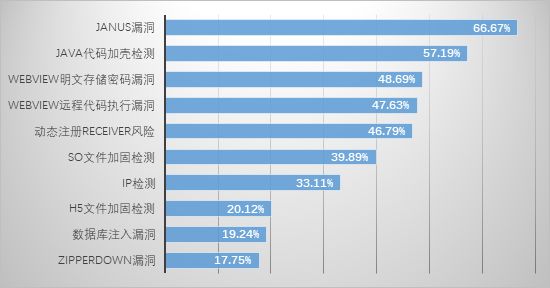 JANUS漏洞 66.67%
JAVA代码加壳检测 57.19%
WEBVIEW明文存储密码漏洞 48.69%
WEBVIEW远程代码执行漏洞 47.63%
动态注册RECEIVER风险 46.79%
SO文件加固检测 39.89%
IP检测 33.11%
H5文件加固检测 20.12%
数据库注入漏洞 19.24%
ZIPPERDOWN漏洞 17.75%